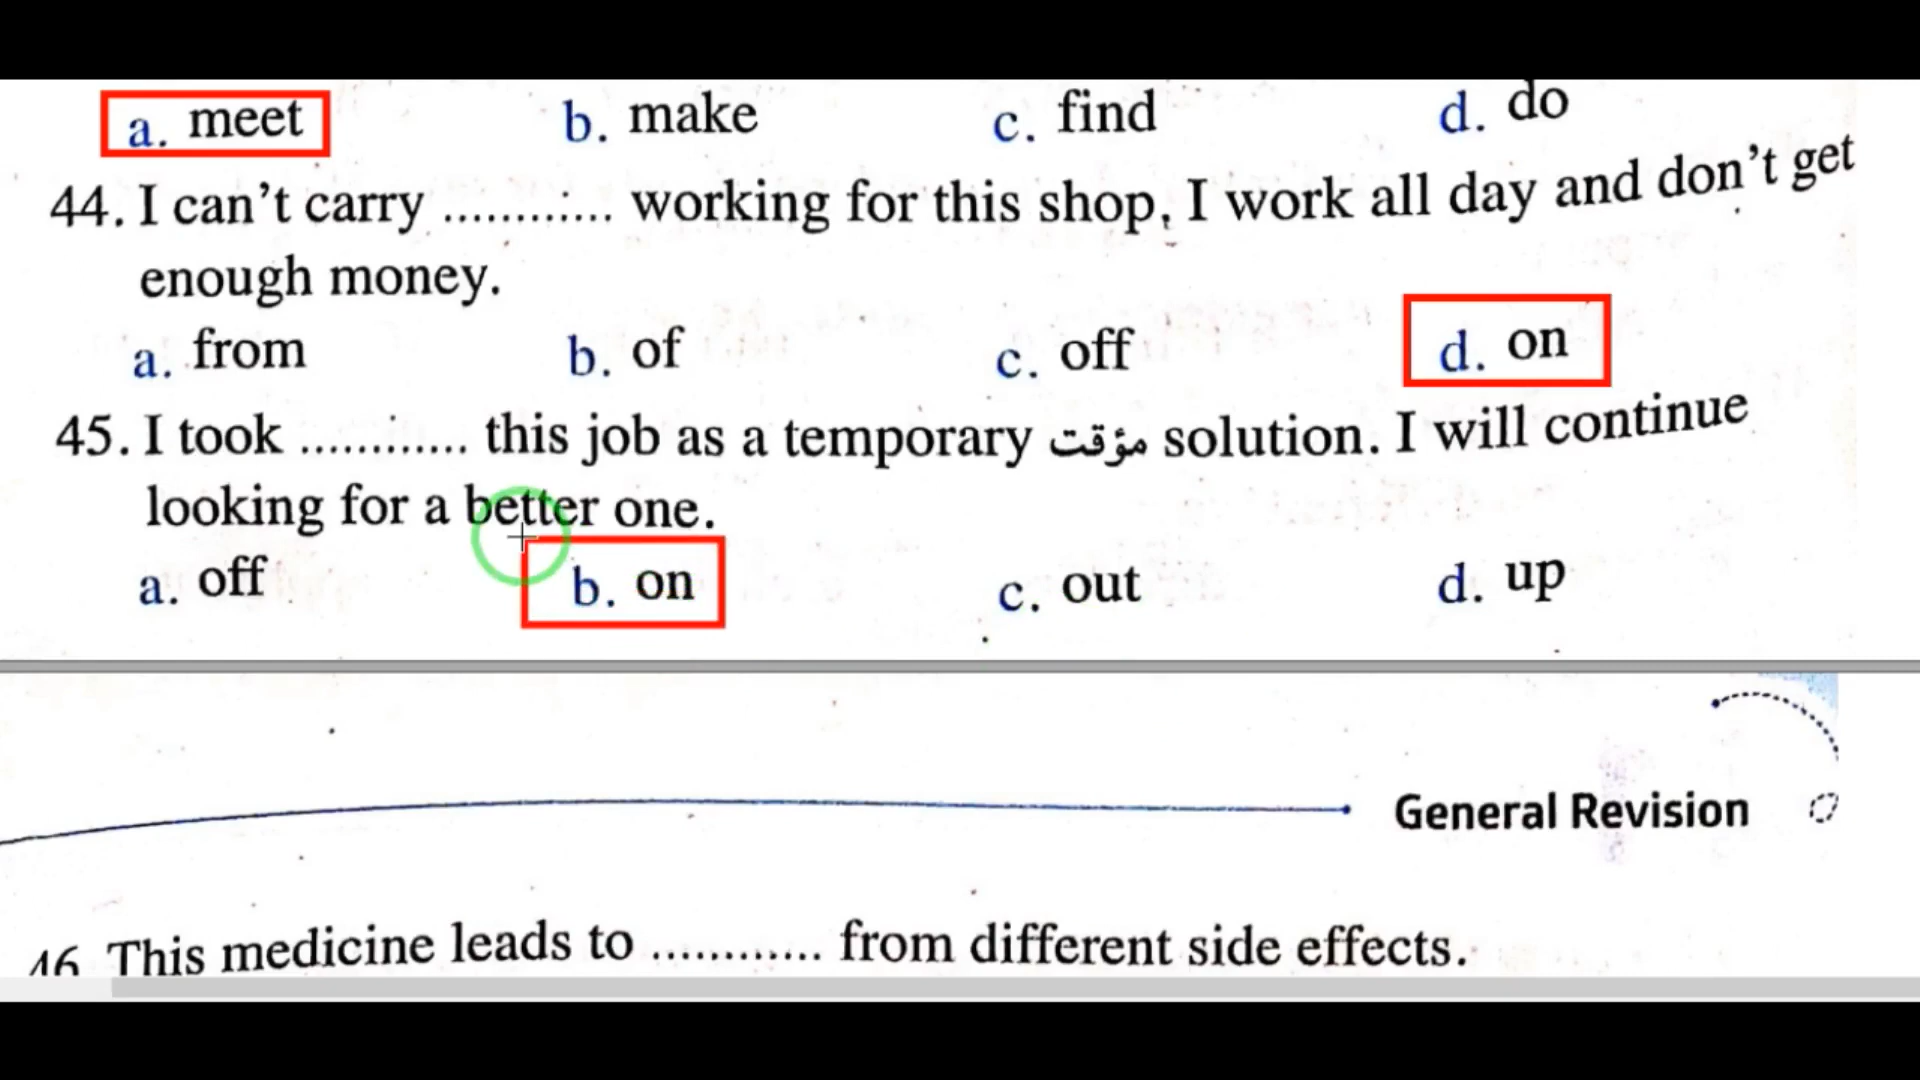 a. meet b. make c. find d. do
44. I can't carry ............ working for this shop, I work all day and don't get
enough money.
a. from b. of c. off d. on
45. I took ............ this job as a temporary مؤقت solution. I will continue
looking for a better one.
a. off b. on c. out d. up
General Revision
46 This medicine leads to ............ from different side effects.